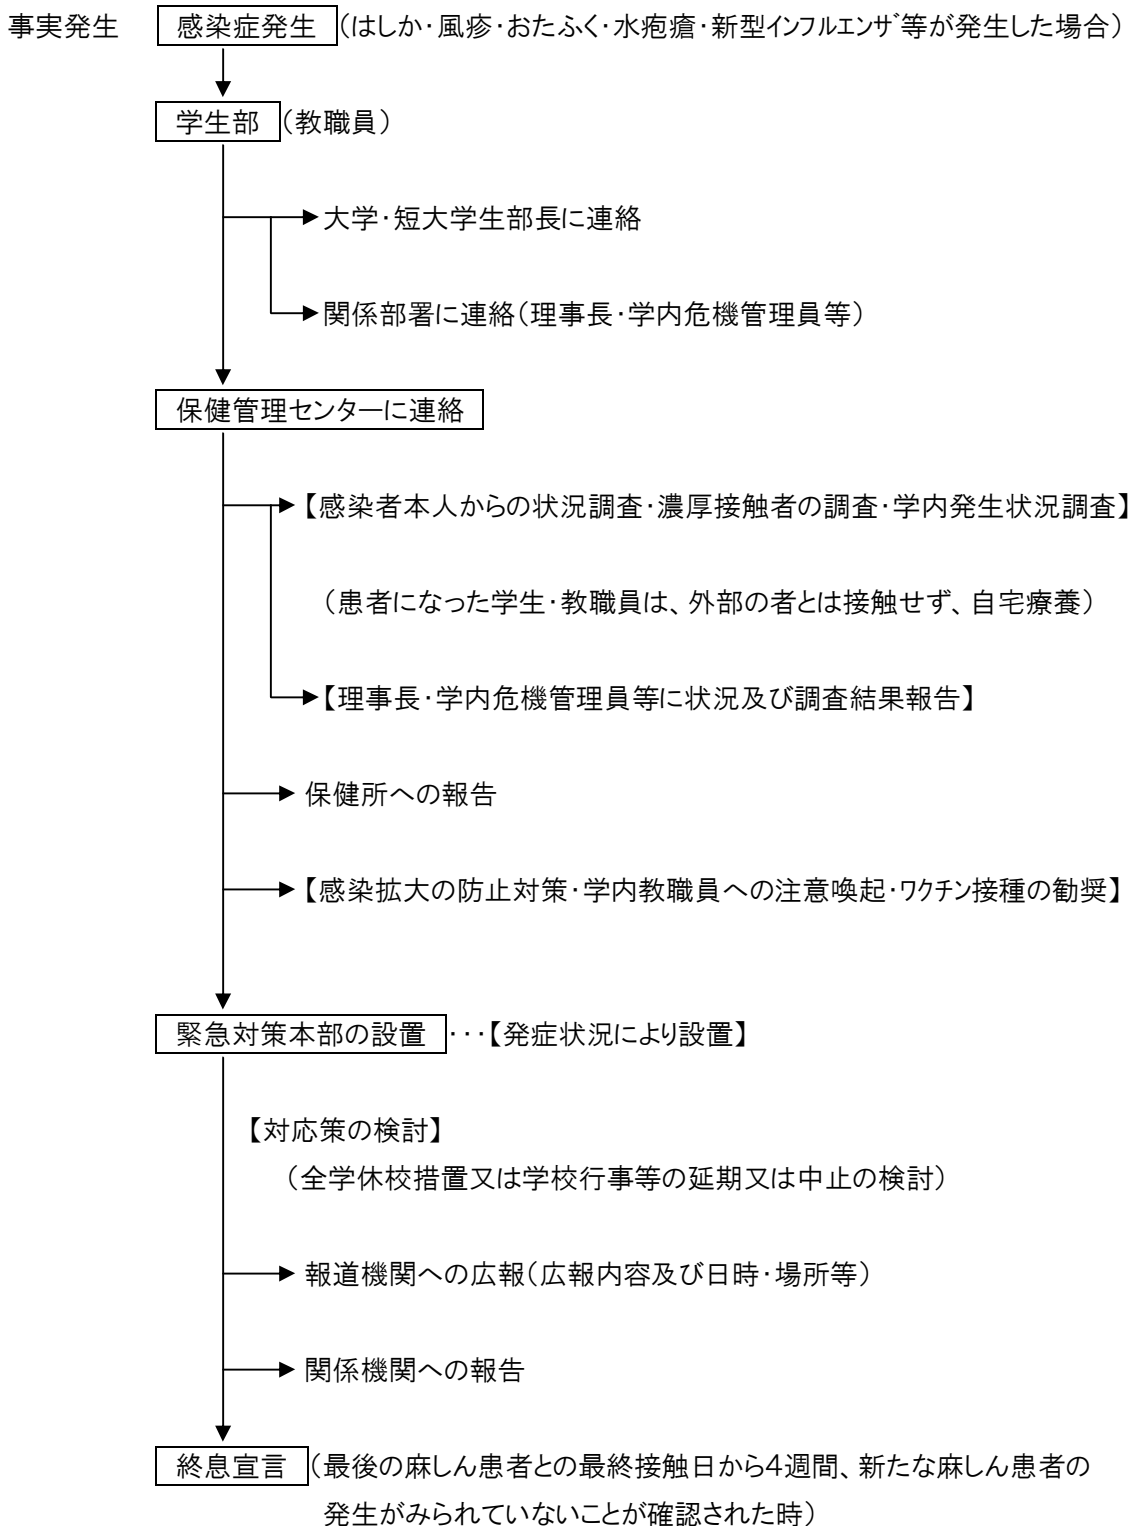 事実発生 感染症発生 (はしか・風疹・おたふく・水疱瘡・新型インフルエンザ等が発生した場合)
学生部 (教職員)
大学・短大学生部長に連絡
関係部署に連絡(理事長・学内危機管理員等)
保健管理センターに連絡
【感染者本人からの状況調査・濃厚接触者の調査・学内発生状況調査】
(患者になった学生・教職員は、外部の者とは接触せず、自宅療養)
【理事長・学内危機管理員等に状況及び調査結果報告】
保健所への報告
【感染拡大の防止対策・学内教職員への注意喚起・ワクチン接種の勧奨】
緊急対策本部の設置 ・・・【発症状況により設置】
【対応策の検討】
(全学休校措置又は学校行事等の延期又は中止の検討)
報道機関への広報(広報内容及び日時・場所等)
関係機関への報告
終息宣言 (最後の麻しん患者との最終接触日から4週間、新たな麻しん患者の
発生がみられていないことが確認された時)